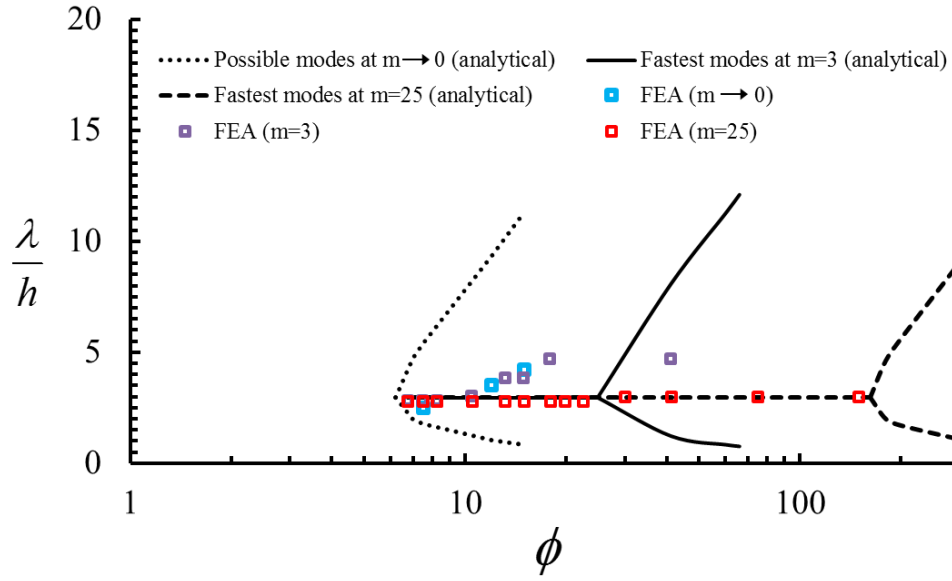 20
Possible modes at m→0 (analytical) Fastest modes at m=3 (analytical)
Fastest modes at m=25 (analytical) FEA (m →0)
FEA (m=3) FEA (m=25)
15
λ
h
10
5
0
1 10 100
ϕ